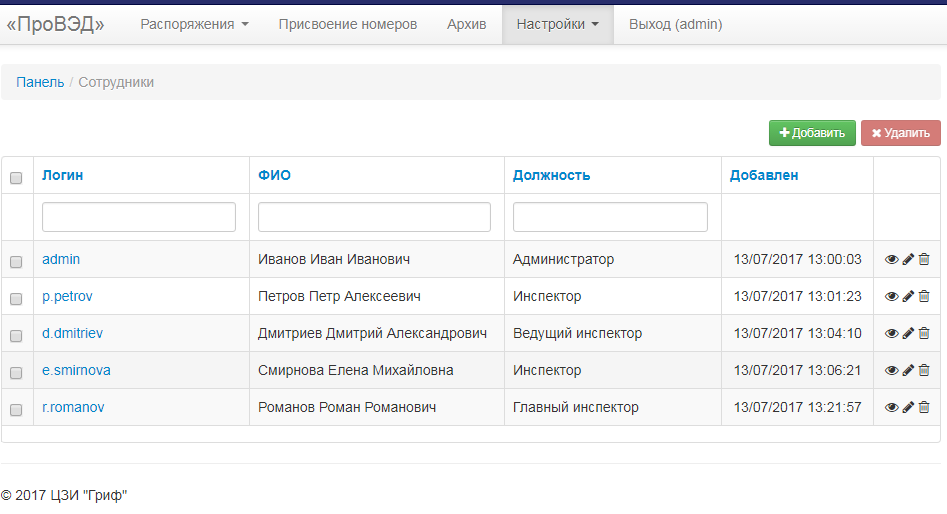 «ПроВЭД» Распоряжения Присвоение номеров Архив Настройки Выход (admin)
Панель / Сотрудники
Добавить Удалить
Логин ФИО Должность Добавлен
admin Иванов Иван Иванович Администратор 13/07/2017 13:00:03
p.petrov Петров Петр Алексеевич Инспектор 13/07/2017 13:01:23
d.dmitriev Дмитриев Дмитрий Александрович Ведущий инспектор 13/07/2017 13:04:10
e.smirnova Смирнова Елена Михайловна Инспектор 13/07/2017 13:06:21
r.romanov Романов Роман Романович Главный инспектор 13/07/2017 13:21:57
© 2017 ЦЗИ "Гриф"